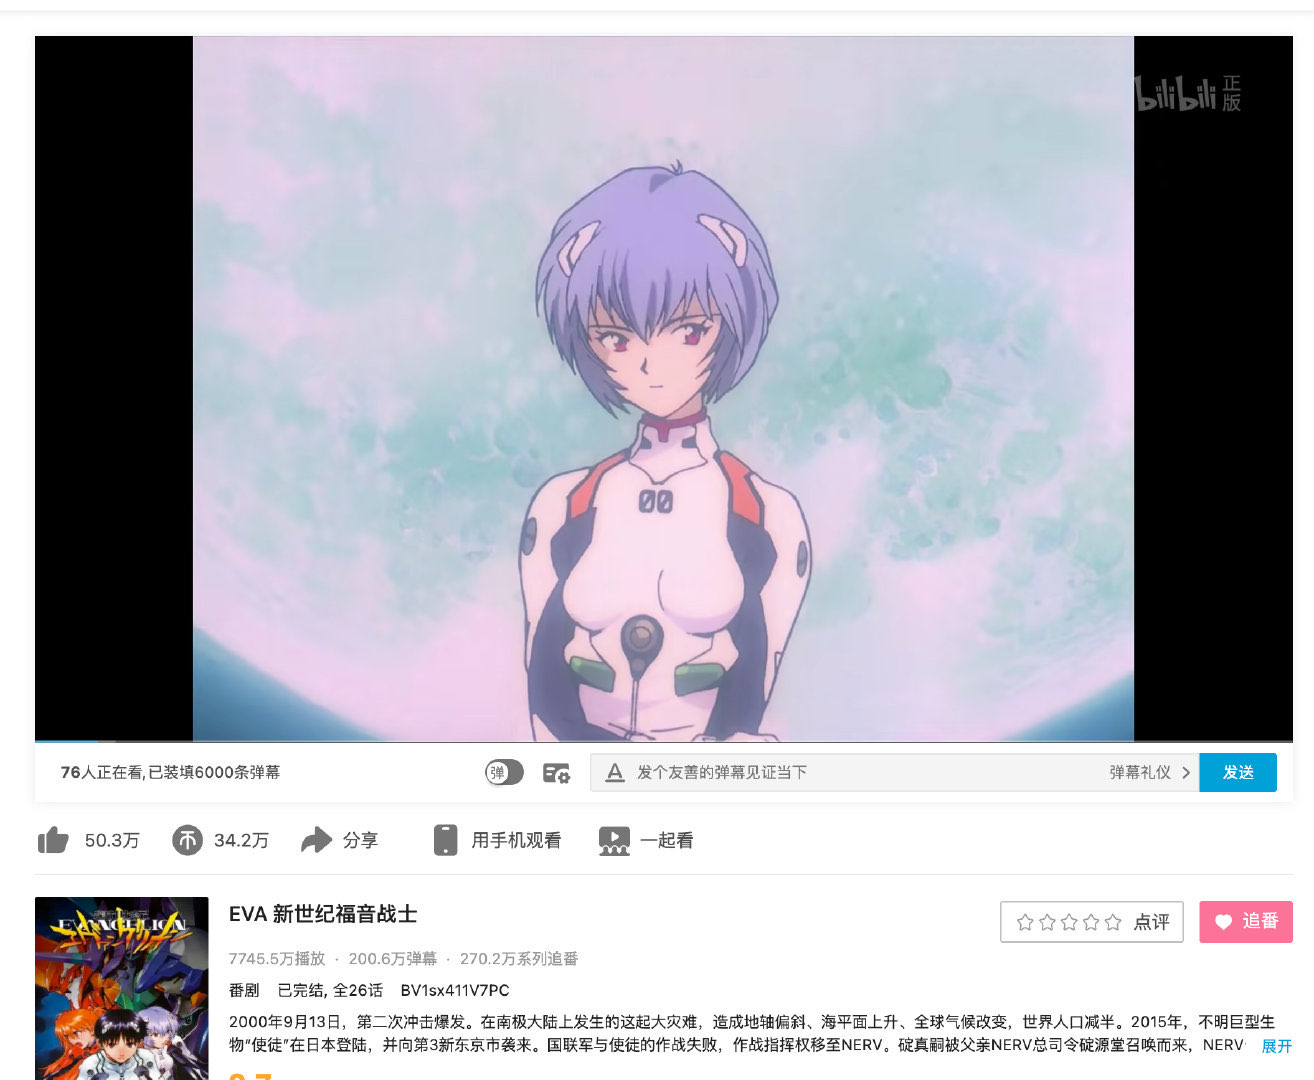 bilibili 正版
00
76人正在看,已装填6000条弹幕
弹
发个友善的弹幕见证当下
弹幕礼仪
发送
50.3万
34.2万
分享
用手机观看
一起看
EVANGELION
EVA 新世纪福音战士
点评
追番
7745.5万播放 · 200.6万弹幕 · 270.2万系列追番
番剧 已完结, 全26话 BV1sx411V7PC
2000年9月13日，第二次冲击爆发。在南极大陆上发生的这起大灾难，造成地轴偏斜、海平面上升、全球气候改变，世界人口减半。2015年，不明巨型生
物“使徒”在日本登陆，并向第3新东京市袭来。国联军与使徒的作战失败，作战指挥权移至NERV。碇真嗣被父亲NERV总司令碇源堂召唤而来，NERV
展开